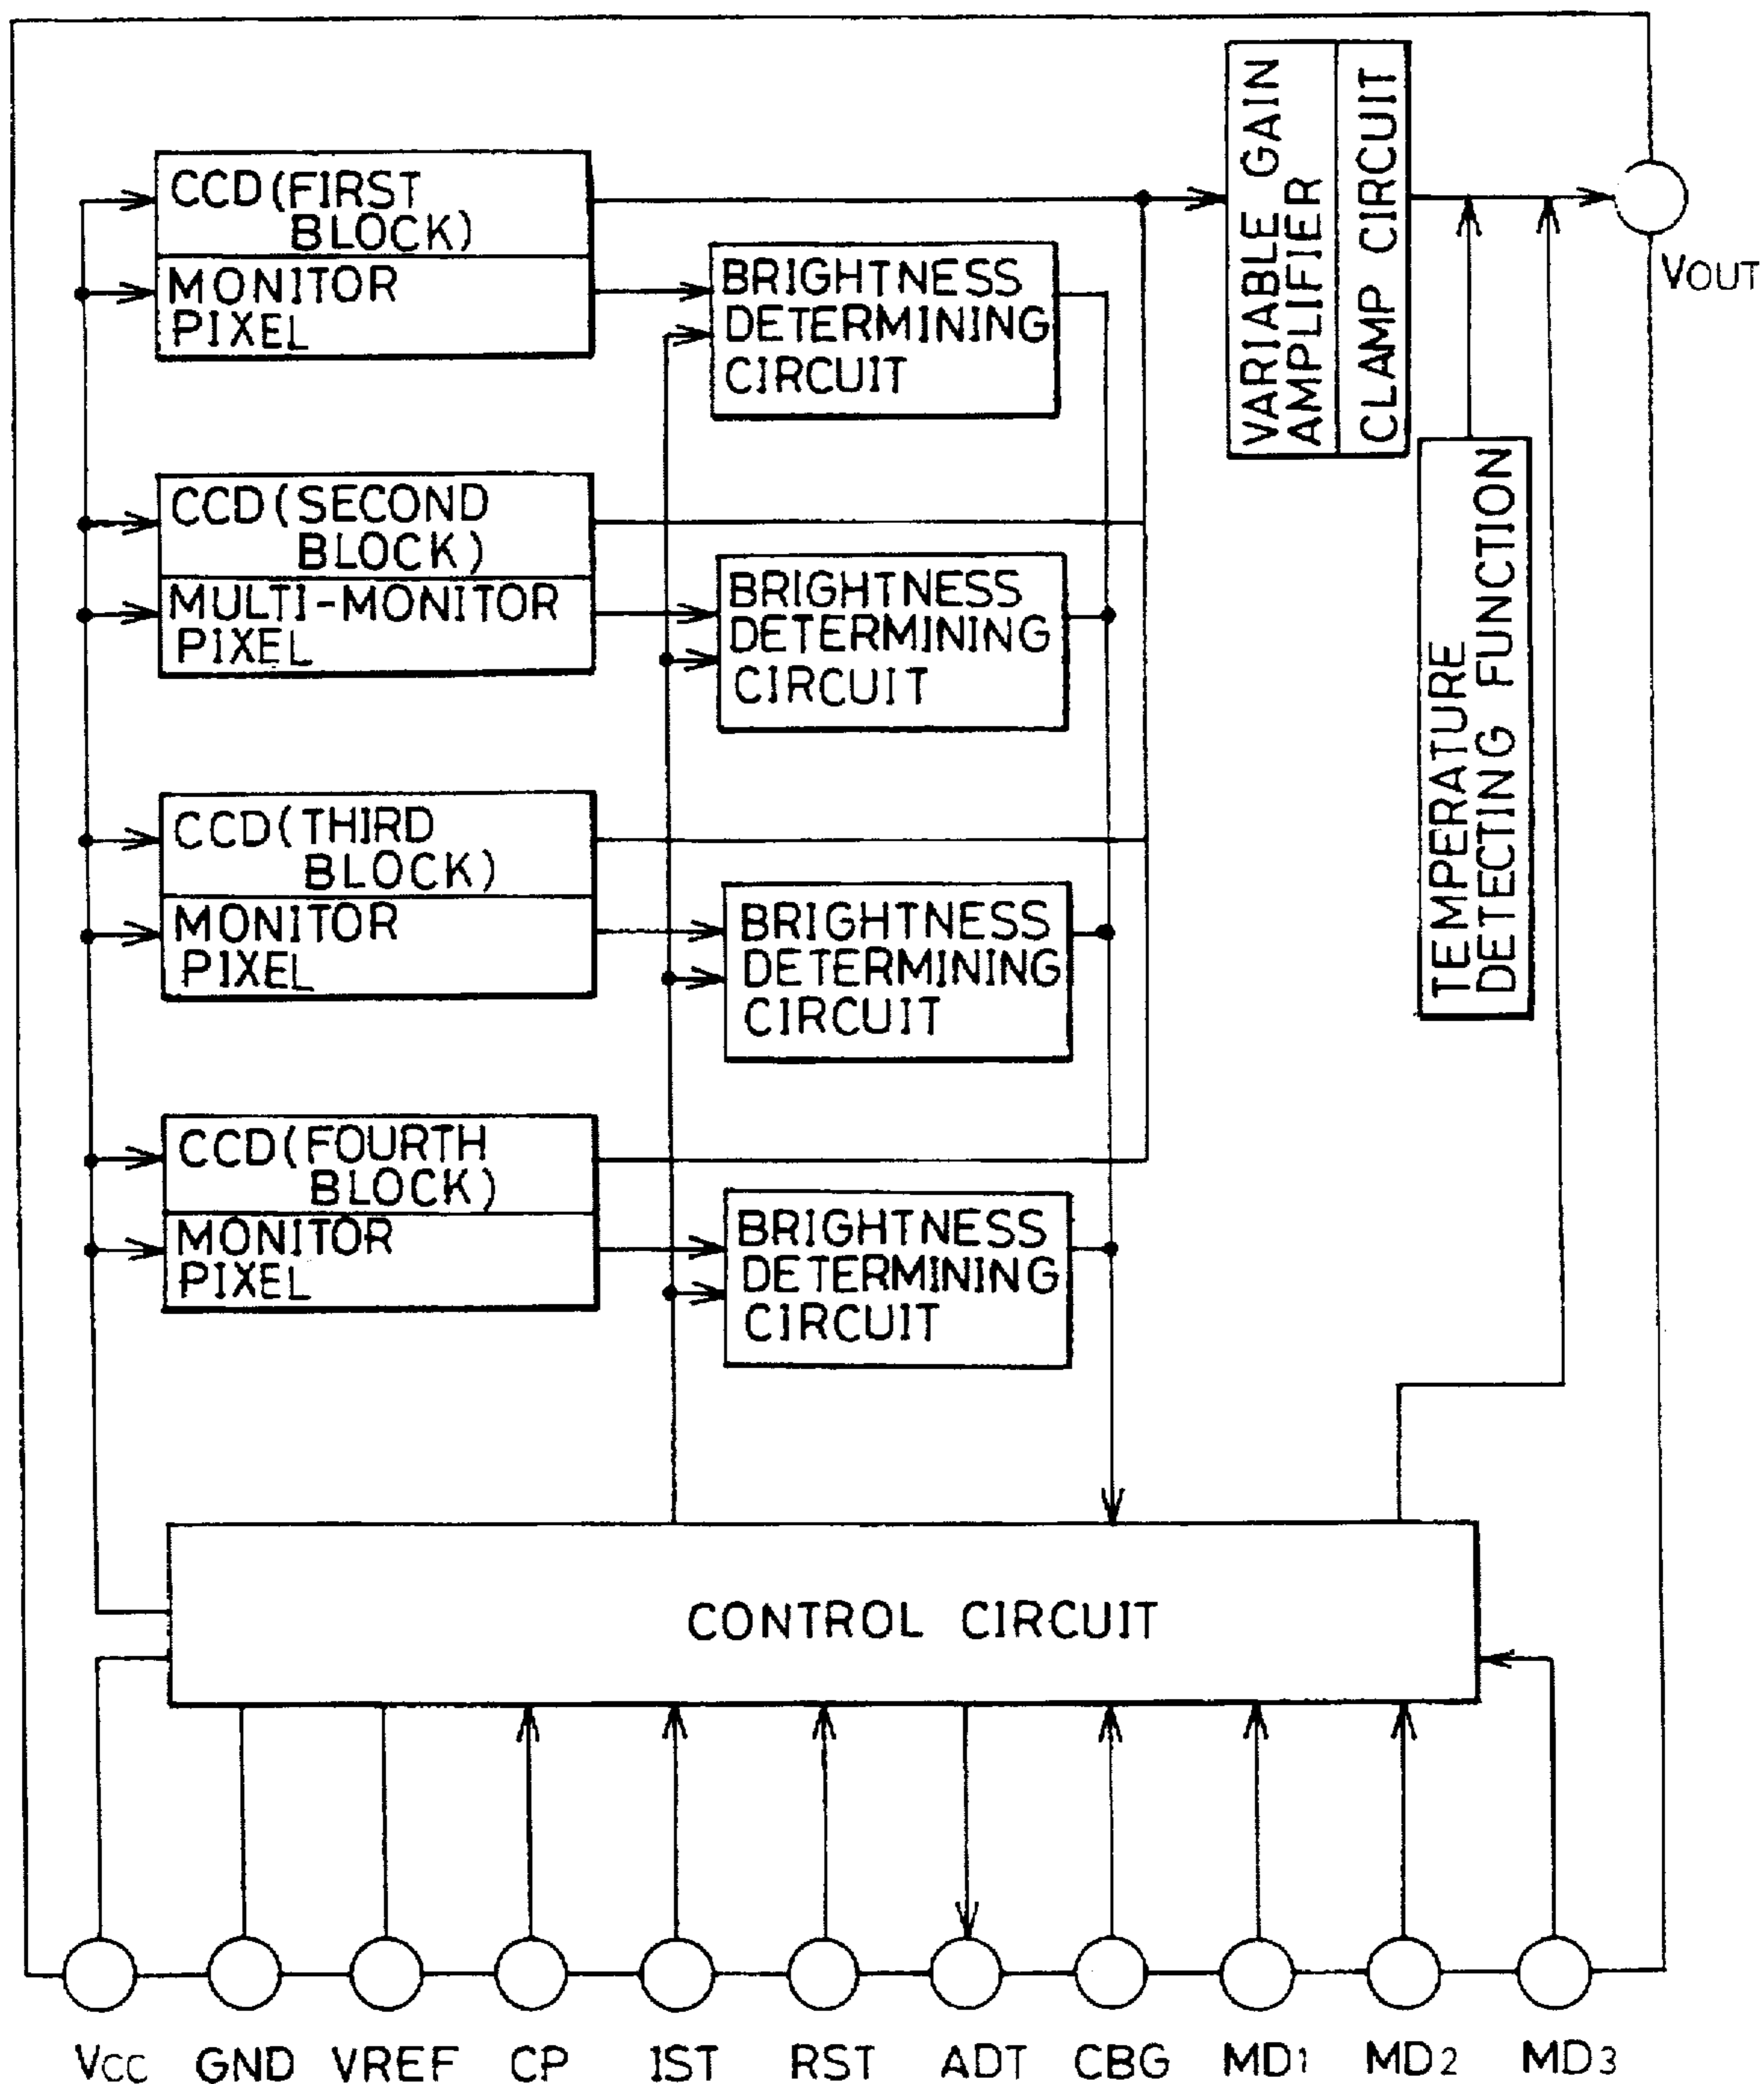 CCD(FIRST
BLOCK)
MONITOR
PIXEL
BRIGHTNESS
DETERMINING
CIRCUIT
VARIABLE GAIN
AMPLIFIER
CLAMP CIRCUIT
VOUT
CCD(SECOND
BLOCK)
MULTI-MONITOR
PIXEL
BRIGHTNESS
DETERMINING
CIRCUIT
TEMPERATURE
DETECTING FUNCTION
CCD(THIRD
BLOCK)
MONITOR
PIXEL
BRIGHTNESS
DETERMINING
CIRCUIT
CCD(FOURTH
BLOCK)
MONITOR
PIXEL
BRIGHTNESS
DETERMINING
CIRCUIT
CONTROL CIRCUIT
VCC GND VREF CP IST RST ADT CBG MD1 MD2 MD3